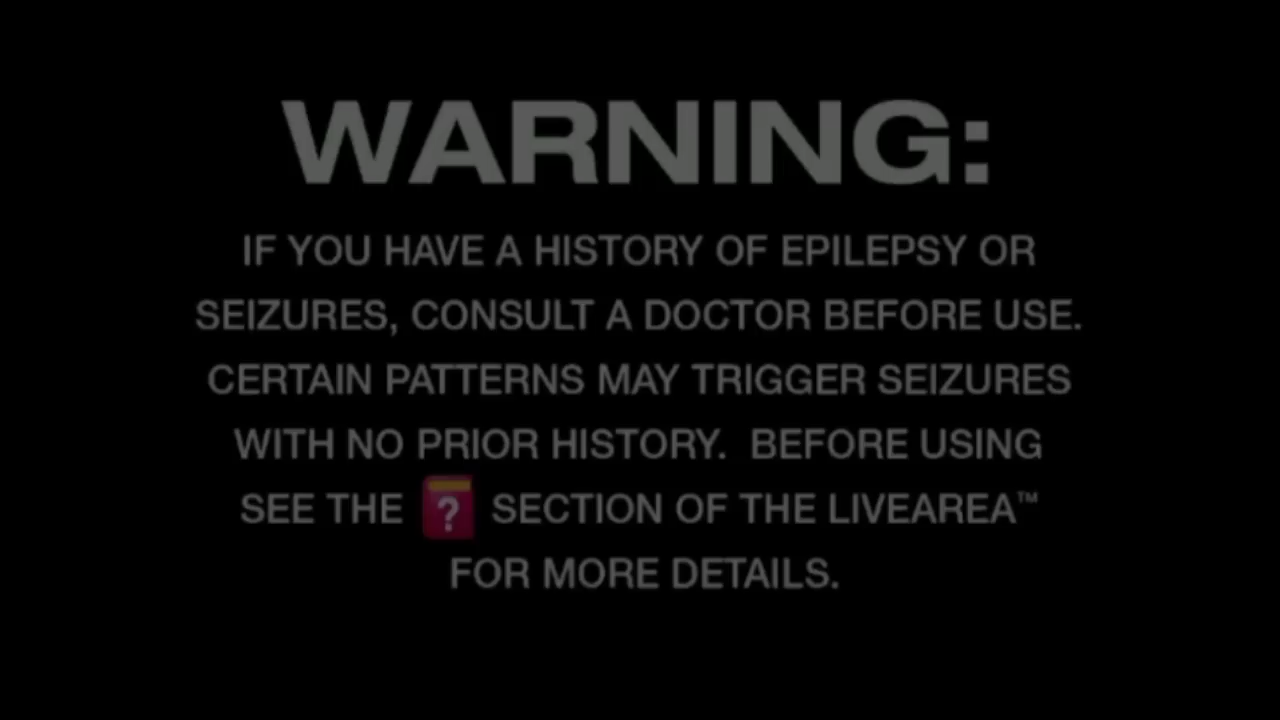 WARNING:
IF YOU HAVE A HISTORY OF EPILEPSY OR
SEIZURES, CONSULT A DOCTOR BEFORE USE.
CERTAIN PATTERNS MAY TRIGGER SEIZURES
WITH NO PRIOR HISTORY. BEFORE USING
SEE THE ? SECTION OF THE LIVEAREA™
FOR MORE DETAILS.